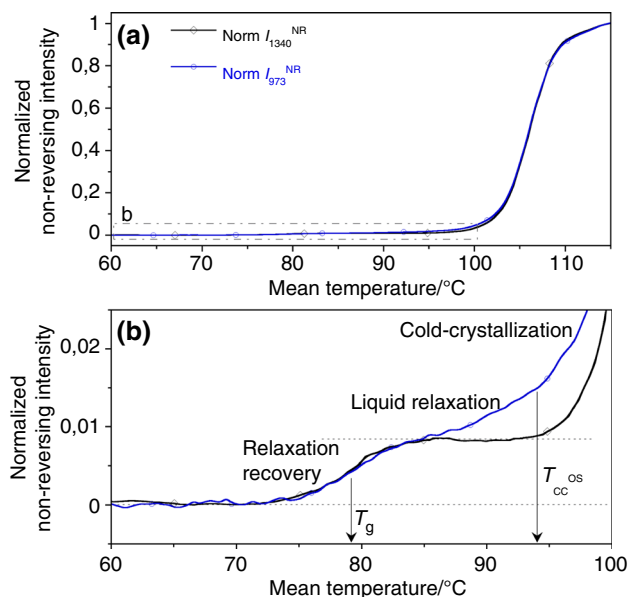 (a)
Norm I1340NR
Norm I973NR
Normalized
non-reversing intensity
1
0,8
0,6
0,4
0,2
0
b
60 70 80 90 100 110
Mean temperature/°C
(b)
Cold-crystallization
Liquid relaxation
Relaxation
recovery
Tg
TccOS
Normalized
non-reversing intensity
0,02
0,01
0
60 70 80 90 100
Mean temperature/°C